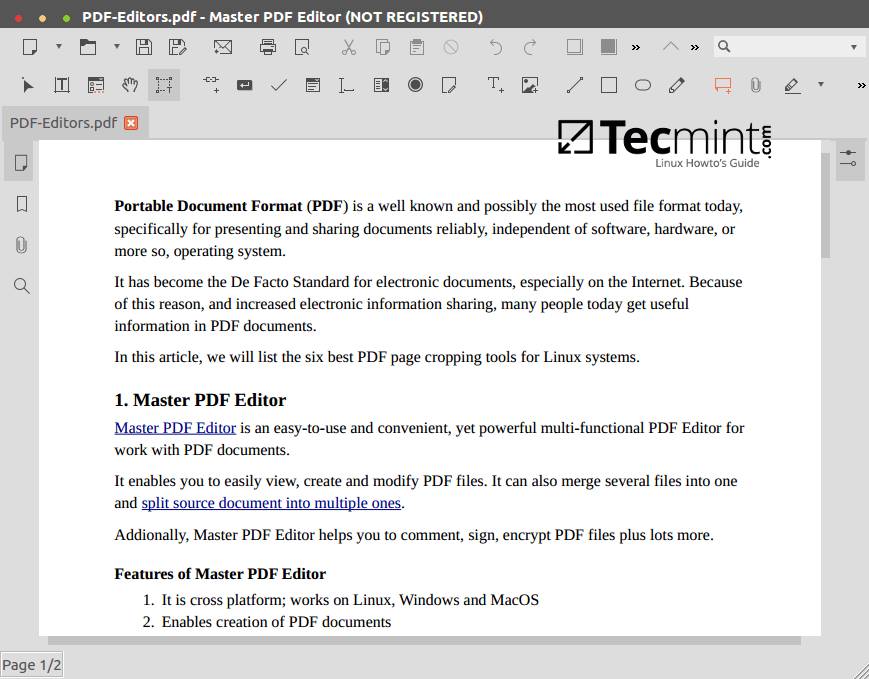 PDF-Editors.pdf - Master PDF Editor (NOT REGISTERED)
PDF-Editors.pdf
Tecmint.com
Linux Howto's Guide
Portable Document Format (PDF) is a well known and possibly the most used file format today,
specifically for presenting and sharing documents reliably, independent of software, hardware, or
more so, operating system.
It has become the De Facto Standard for electronic documents, especially on the Internet. Because
of this reason, and increased electronic information sharing, many people today get useful
information in PDF documents.
In this article, we will list the six best PDF page cropping tools for Linux systems.
1. Master PDF Editor
Master PDF Editor is an easy-to-use and convenient, yet powerful multi-functional PDF Editor for
work with PDF documents.
It enables you to easily view, create and modify PDF files. It can also merge several files into one
and split source document into multiple ones.
Addionally, Master PDF Editor helps you to comment, sign, encrypt PDF files plus lots more.
Features of Master PDF Editor
1. It is cross platform; works on Linux, Windows and MacOS
2. Enables creation of PDF documents
Page 1/2